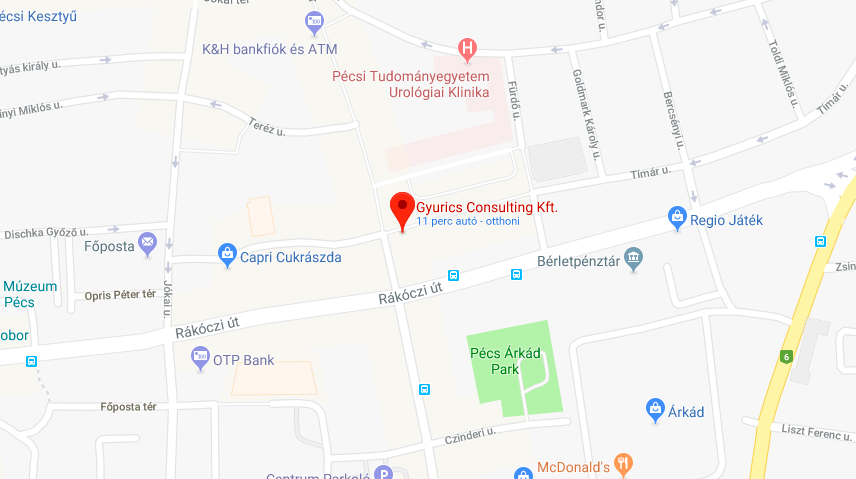 écsi Kesztyű
K&H bankfiók és ATM
tyás király u.
nyi Miklós u.
Teréz u.
Pécsi Tudományegyetem
Urológiai Klinika
H
Fürdő u.
Goldmark Károly u.
Bercsényi u.
Toldi Miklós u.
Tímár u.
Tímár u.
Gyurics Consulting Kft.
11 perc autó - otthoni
Regio Játék
Dischka Győző u.
Főposta
Capri Cukrászda
Bérletpénztár
Múzeum
Pécs
Opris Péter tér
Jókai u.
Rákóczi út
Rákóczi út
obor
OTP Bank
Pécs Árkád
Park
6
Főposta tér
Árkád
Czinderi u.
Liszt Ferenc u.
McDonald's
Centrum Parkoló
P
Zsin